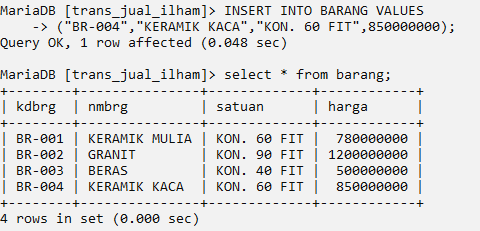 MariaDB [trans_jual_ilham]> INSERT INTO BARANG VALUES
    -> ("BR-004","KERAMIK KACA","KON. 60 FIT",850000000);
Query OK, 1 row affected (0.048 sec)

MariaDB [trans_jual_ilham]> select * from barang;
+--------+---------------+-------------+------------+
| kdbrg  | nmbrg         | satuan      | harga      |
+--------+---------------+-------------+------------+
| BR-001 | KERAMIK MULIA | KON. 60 FIT |  780000000 |
| BR-002 | GRANIT        | KON. 90 FIT | 1200000000 |
| BR-003 | BERAS         | KON. 40 FIT |  500000000 |
| BR-004 | KERAMIK KACA  | KON. 60 FIT |  850000000 |
+--------+---------------+-------------+------------+
4 rows in set (0.000 sec)